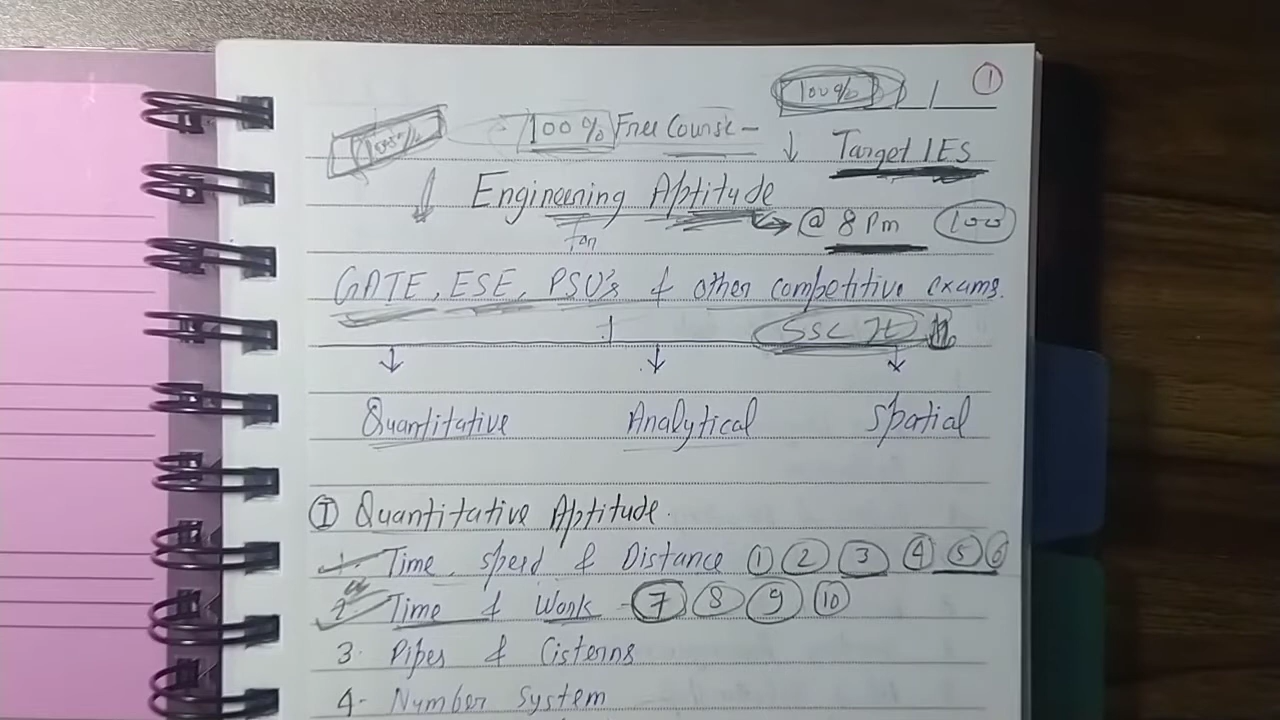 100% ①
100% Free Course - ↓ Target IES
Engineering Aptitude
→ @ 8 Pm 100
for
GATE, ESE, PSU's & other competitive exams.
SSC JE
Quantitative Analytical Spatial
Ⓘ Quantitative Aptitude.
1. Time, speed & Distance ① ② ③ ④ ⑤ ⑥
2. Time & Work - ⑦ ⑧ ⑨ ⑩
3. Pipes & Cisterns
4- Number System